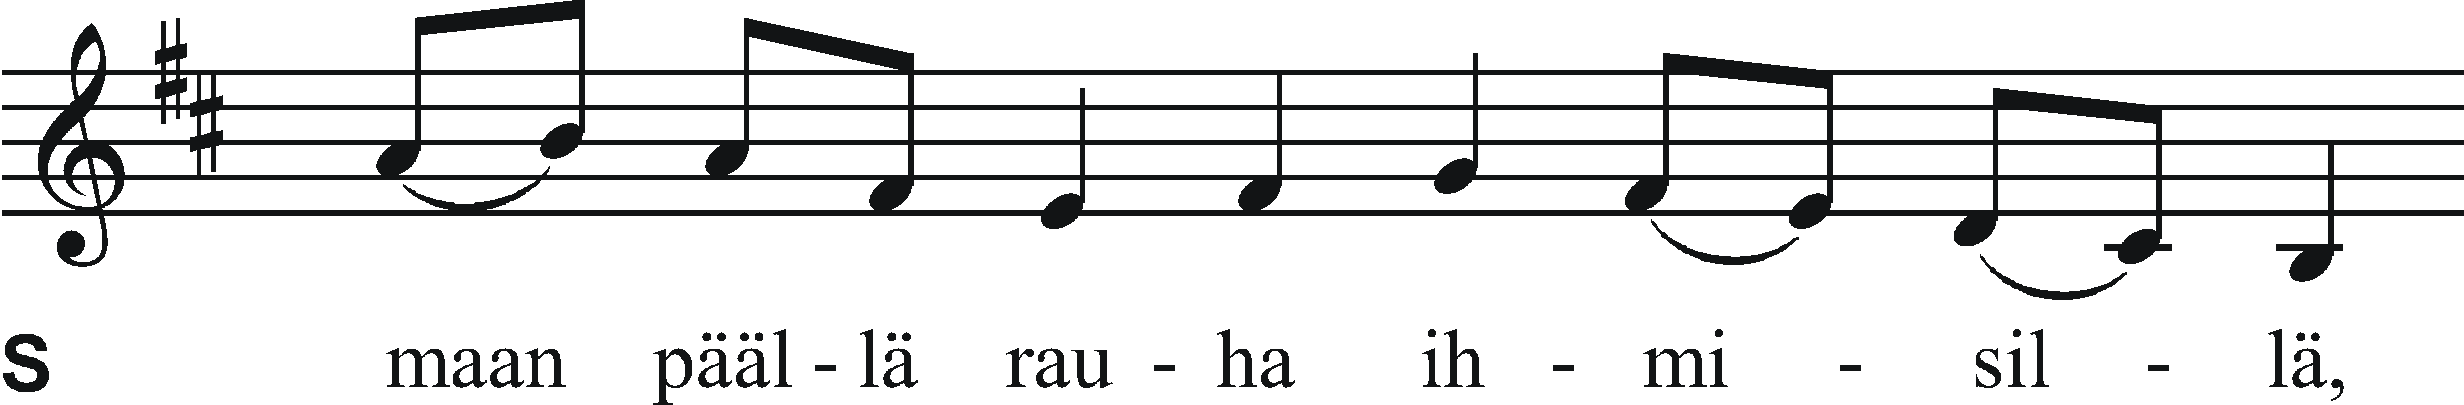 S maan pääl - lä rau - ha ih - mi - sil - lä,